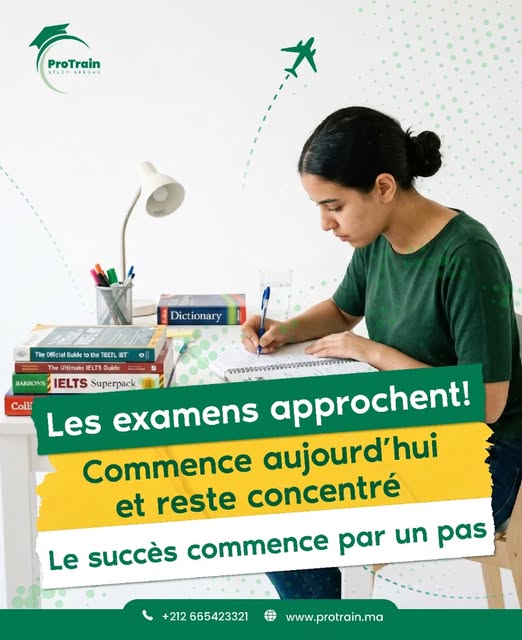 ProTrain
STUDY ABROAD
Dictionary
The Official Guide to the TOEFL iBT
The Ultimate IELTS Guide
BARRON'S IELTS Superpack
Colli
Les examens approchent!
Commence aujourd'hui
et reste concentré
Le succès commence par un pas
+212 665423321 www.protrain.ma